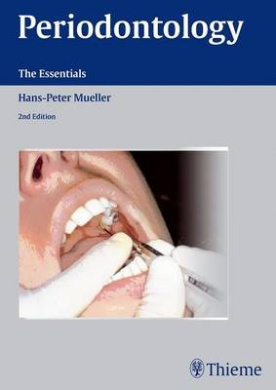 Periodontology
The Essentials
Hans-Peter Mueller
2nd Edition
Thieme